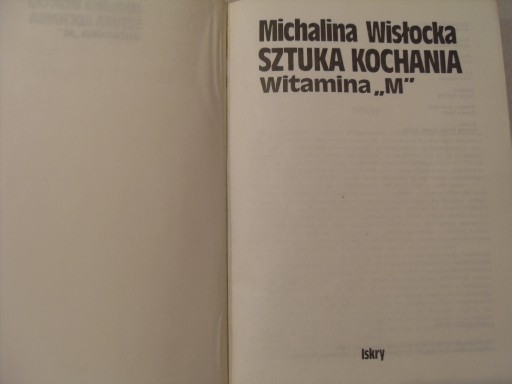 Michalina Wisłocka
SZTUKA KOCHANIA
Witamina „M”
Iskry